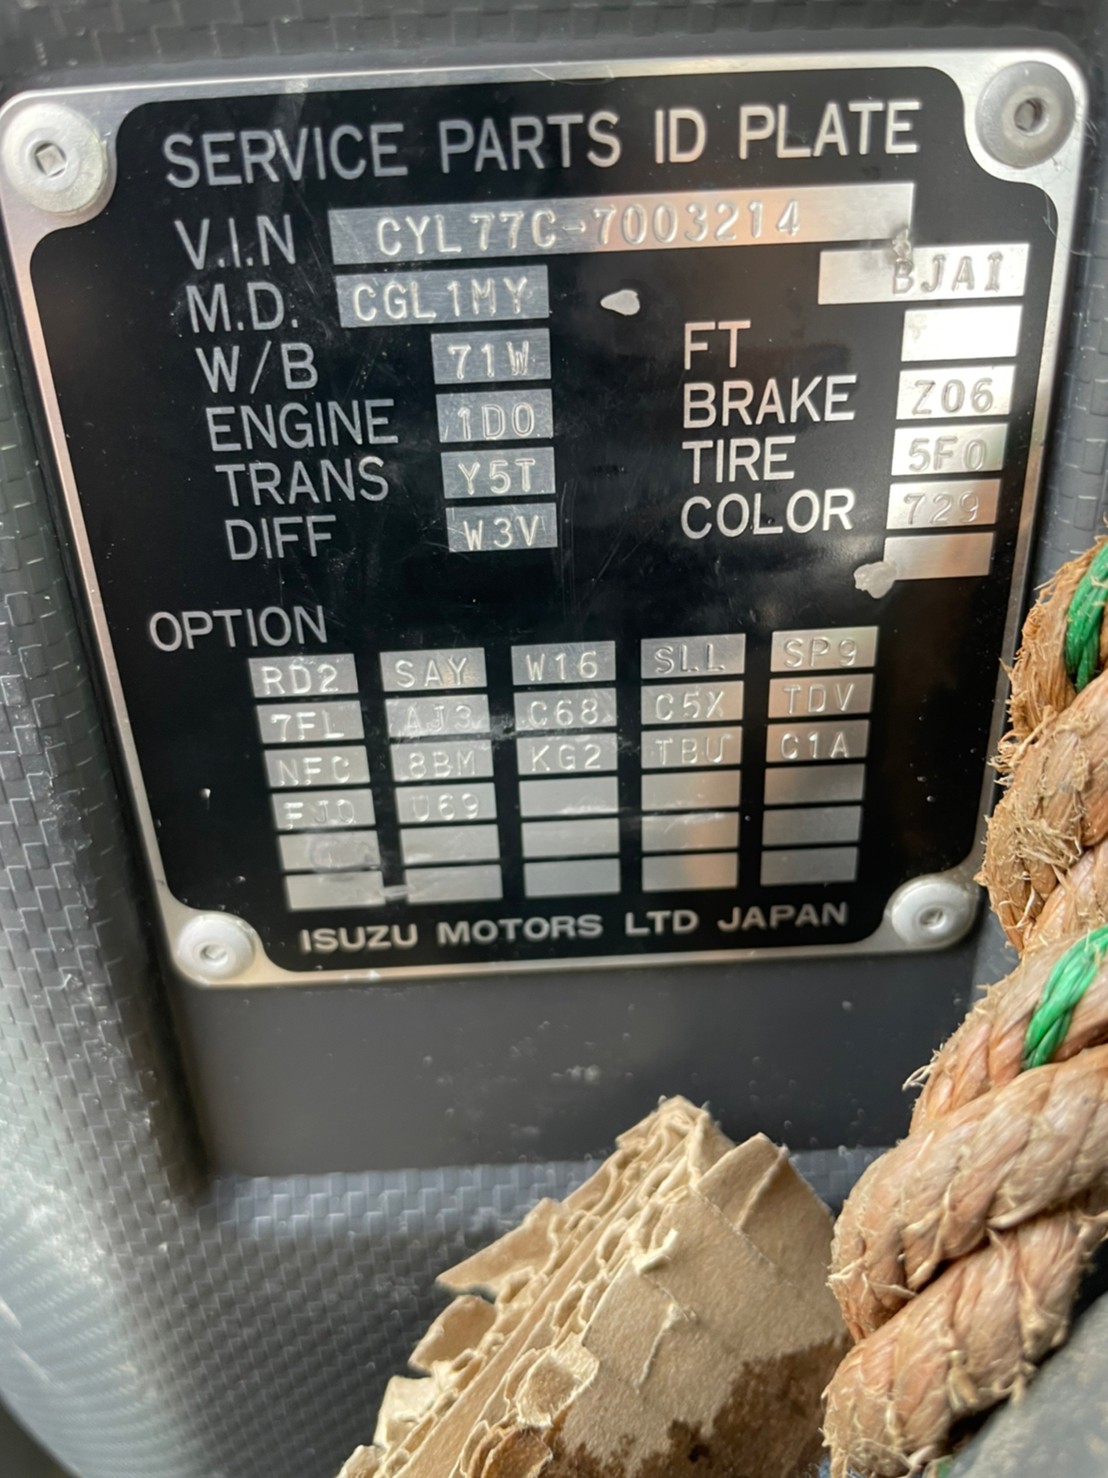 SERVICE PARTS ID PLATE
V.I.N CYL77C-7003214
BJAI
M.D. CGL1MY
W/B 71W FT
ENGINE 1D0 BRAKE Z06
TRANS Y5T TIRE 5F0
DIFF W3V COLOR 729
OPTION
RD2 SAY W16 SLL SP9
7FL AJ3 C68 C5X TDV
NFC 8BM KG2 TBU C1A
FJQ U69
ISUZU MOTORS LTD JAPAN